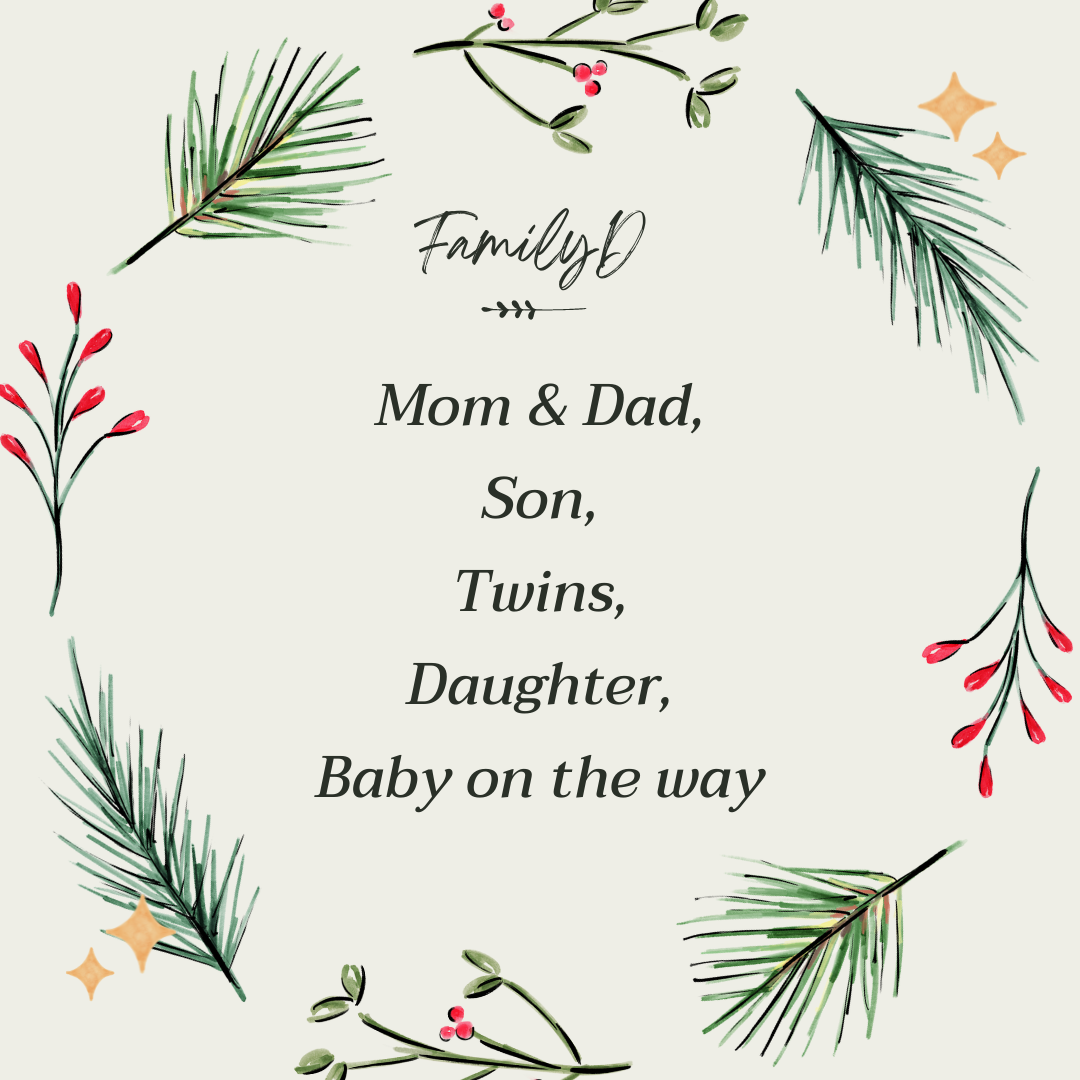 FamilyD
Mom & Dad,
Son,
Twins,
Daughter,
Baby on the way